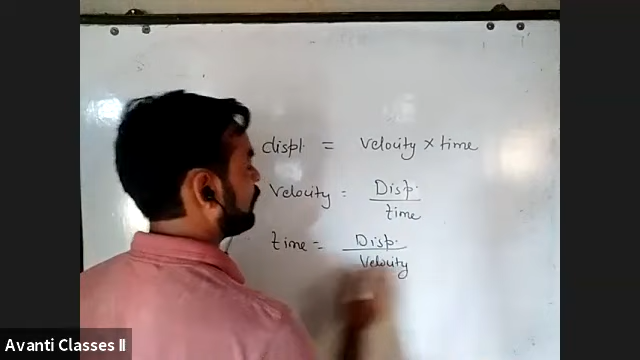 displ. = velocity × time
Velocity = Disp.
time
time = Disp.
Velocity
Avanti Classes II